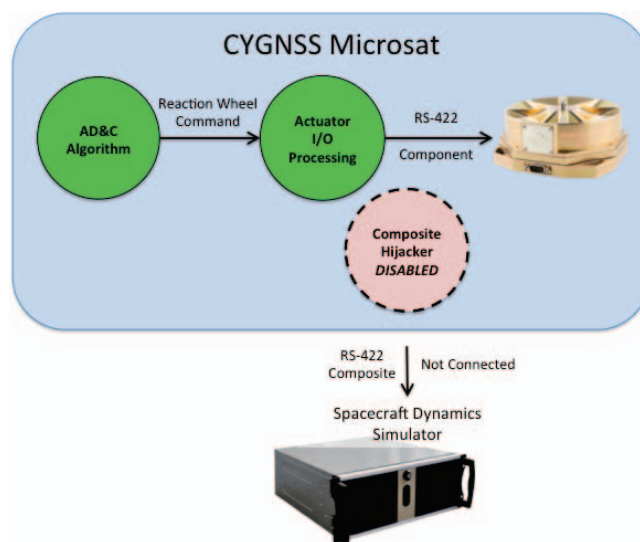 CYGNSS Microsat
AD&C
Algorithm
Reaction Wheel
Command
Actuator
I/O
Processing
RS-422
Component
Composite
Hijacker
DISABLED
RS-422
Composite
Not Connected
Spacecraft Dynamics
Simulator